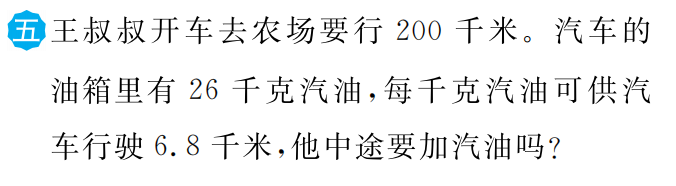 五 王叔叔开车去农场要行 200 千米。汽车的
油箱里有 26 千克汽油,每千克汽油可供汽
车行驶 6.8 千米,他中途要加汽油吗?